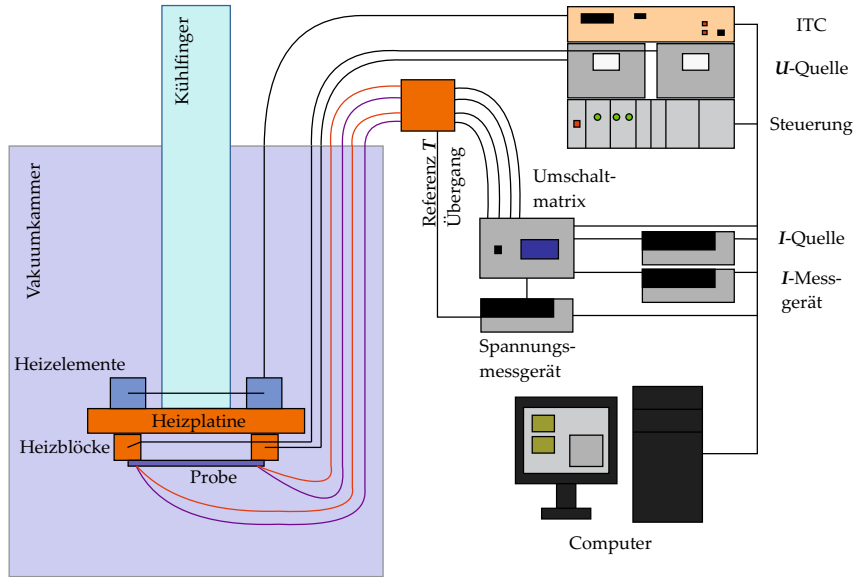 Kühlfinger
Vakuumkammer
Heizelemente
Heizplatine
Heizblöcke
Probe
Referenz T
Übergang
Umschalt-
matrix
Spannungs-
messgerät
ITC
U-Quelle
Steuerung
I-Quelle
I-Mess-
gerät
Computer